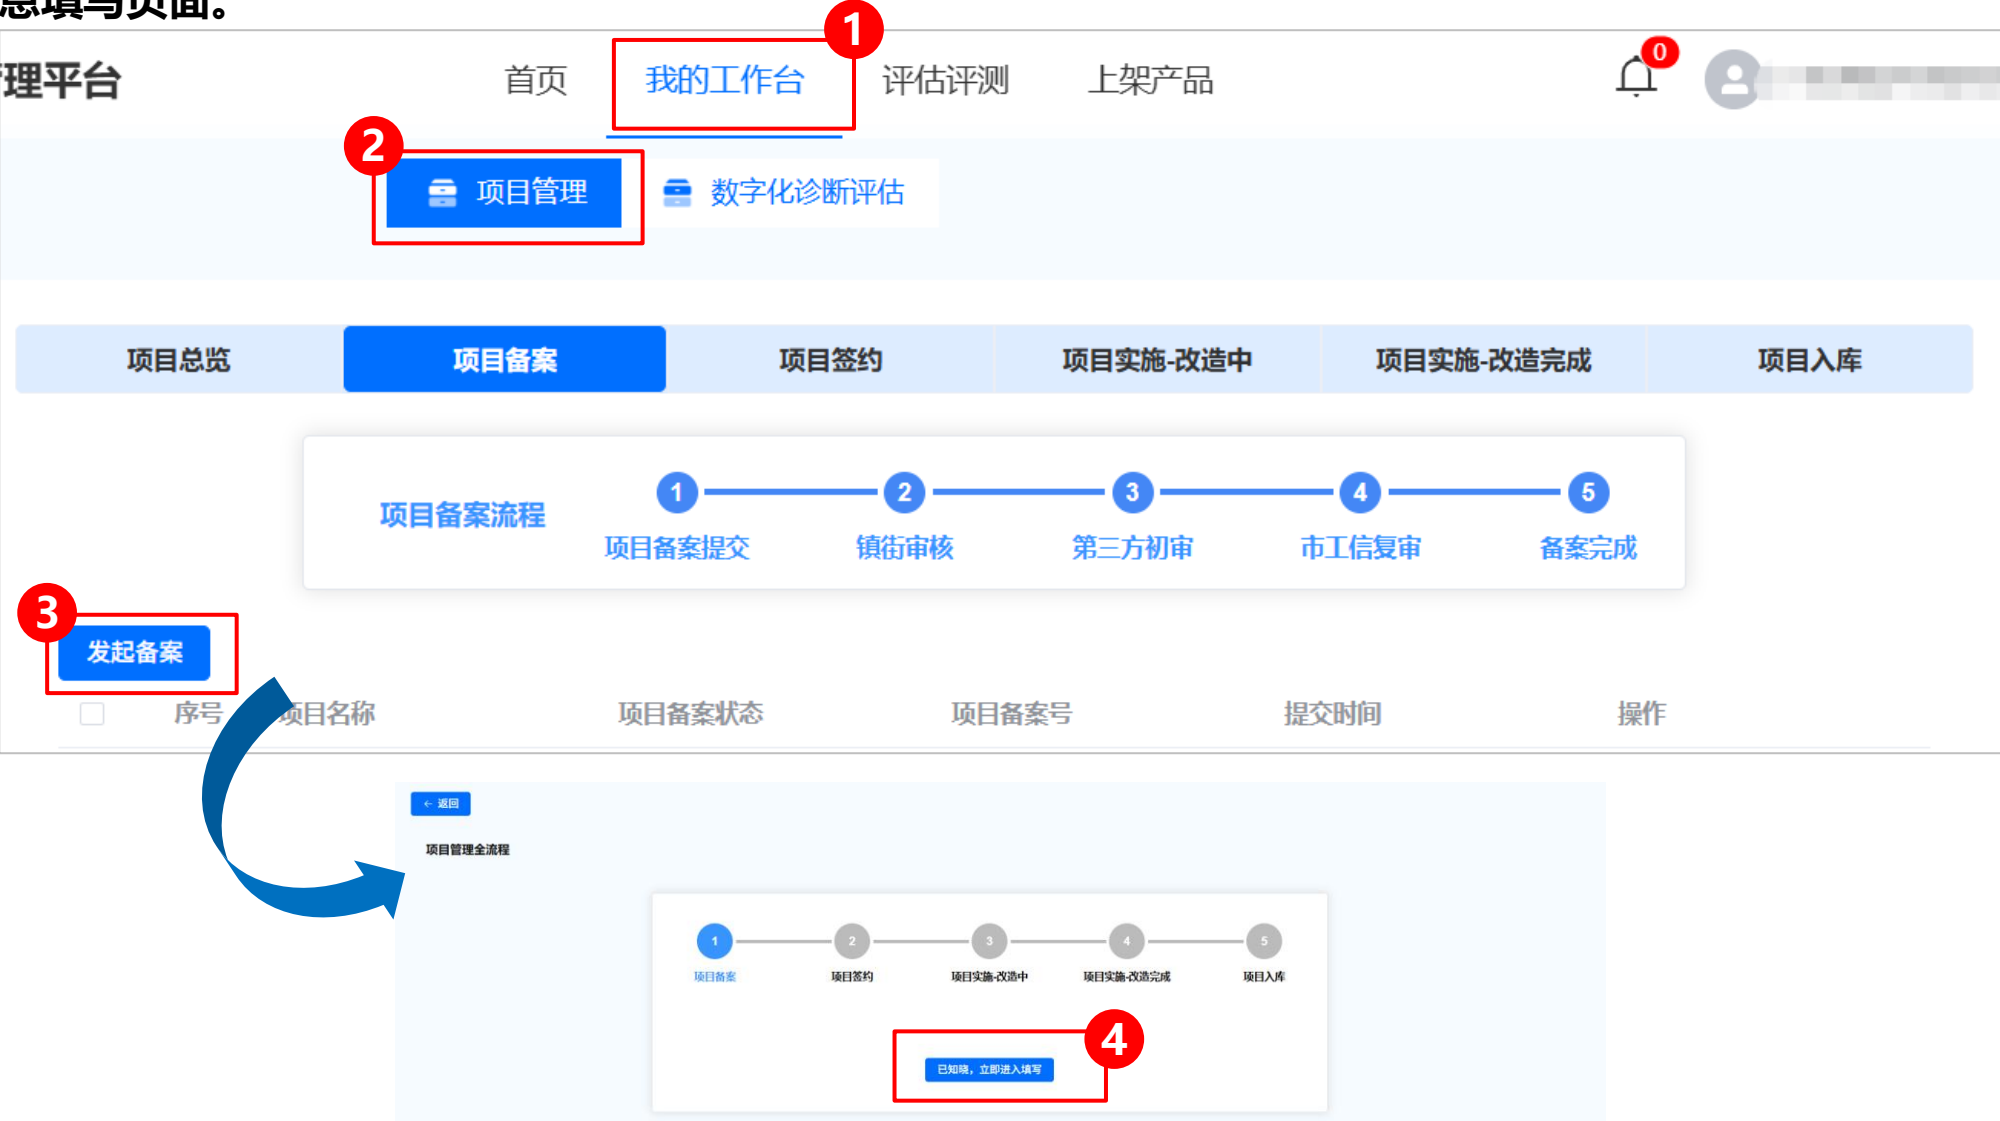 息填写页面。
理平台
首页 我的工作台 评估评测 上架产品 0
1
2
项目管理 数字化诊断评估
项目总览 项目备案 项目签约 项目实施-改造中 项目实施-改造完成 项目入库
项目备案流程
1 2 3 4 5
项目备案提交 镇街审核 第三方初审 市工信复审 备案完成
3
发起备案
序号 项目名称 项目备案状态 项目备案号 提交时间 操作
← 返回
项目管理全流程
1 2 3 4 5
项目备案 项目签约 项目实施-改造中 项目实施-改造完成 项目入库
4
已知晓，立即进入填写